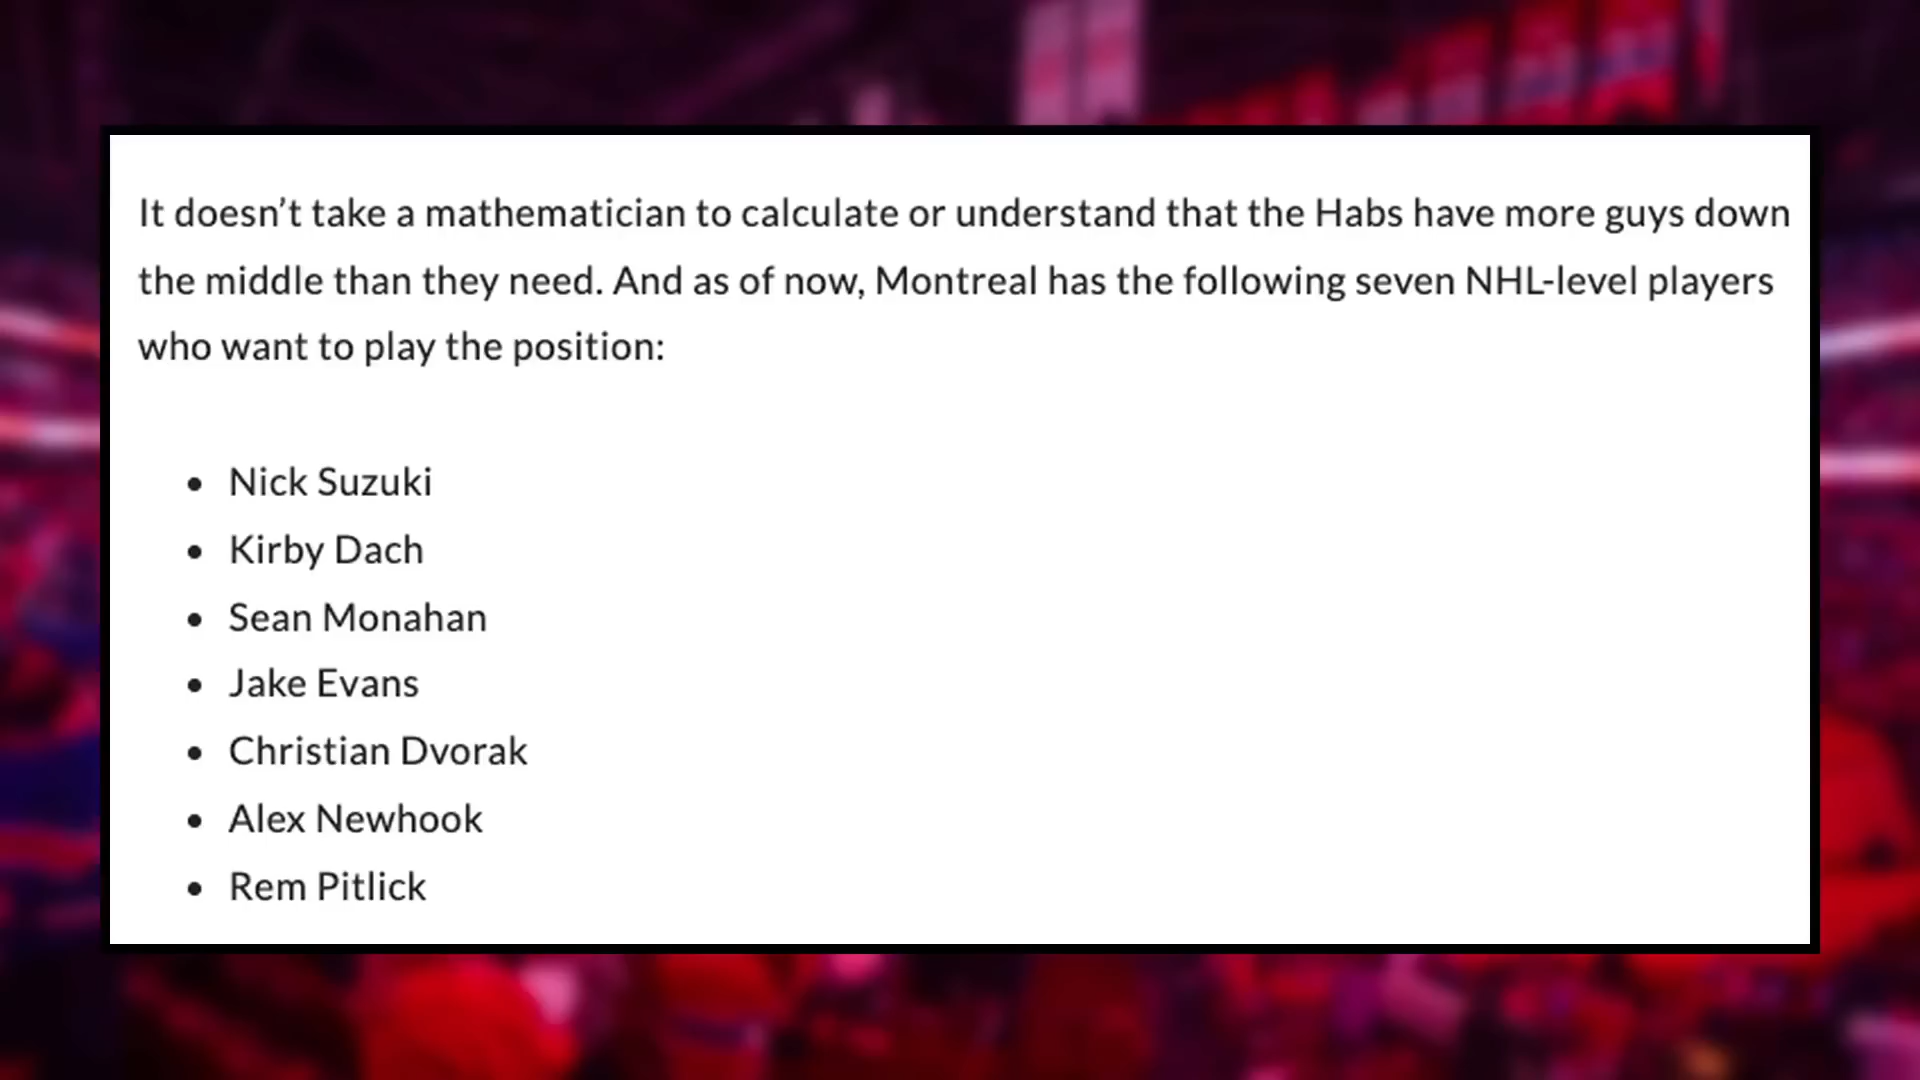 It doesn’t take a mathematician to calculate or understand that the Habs have more guys down
the middle than they need. And as of now, Montreal has the following seven NHL-level players
who want to play the position:
• Nick Suzuki
• Kirby Dach
• Sean Monahan
• Jake Evans
• Christian Dvorak
• Alex Newhook
• Rem Pitlick